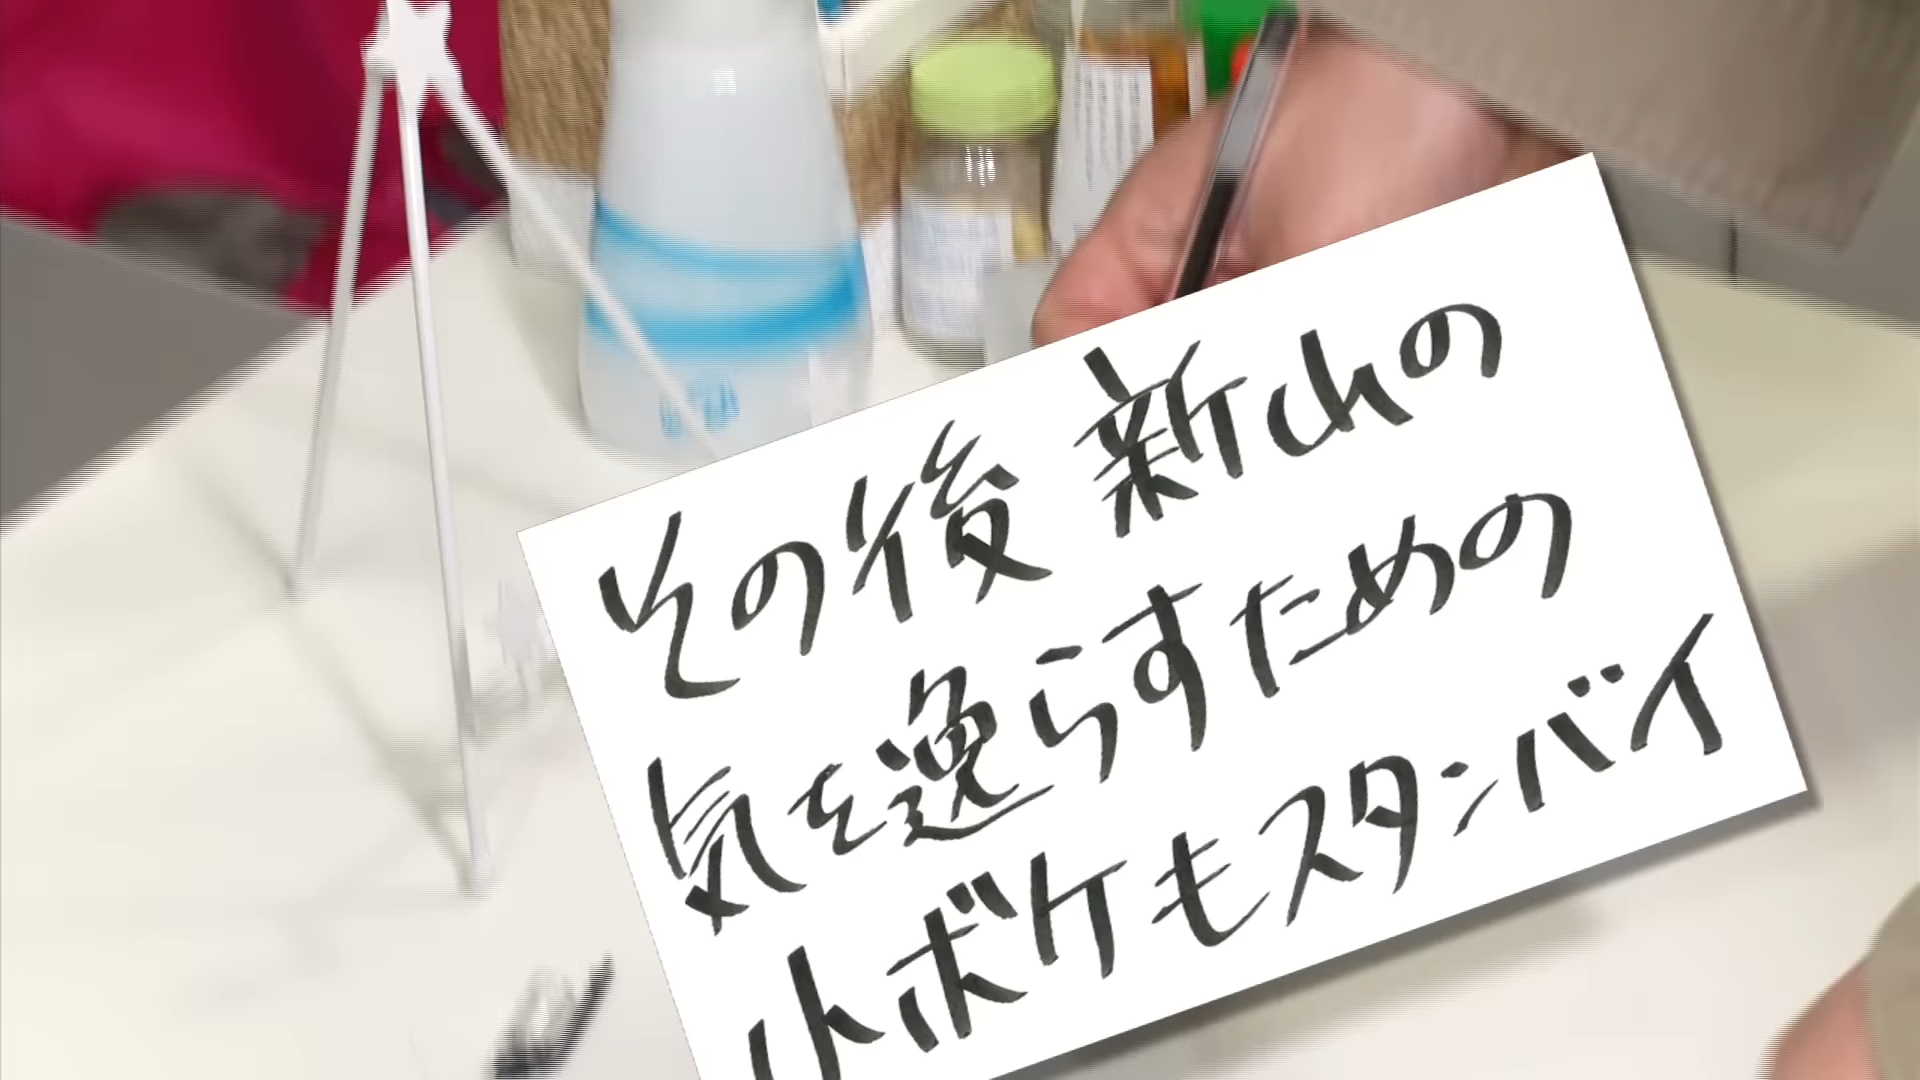 その後 新山の
気を逸らすための
小ボケもスタンバイ